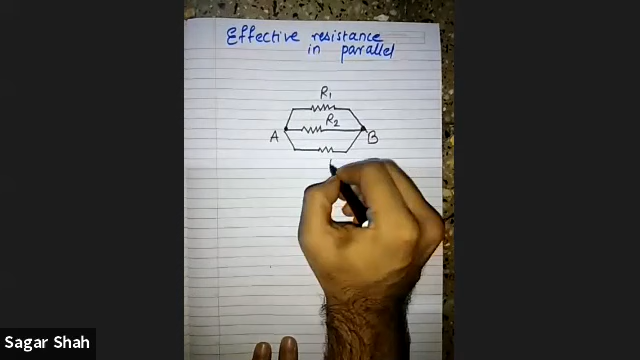 Effective resistance
in parallel
R1
R2
A
B
Sagar Shah